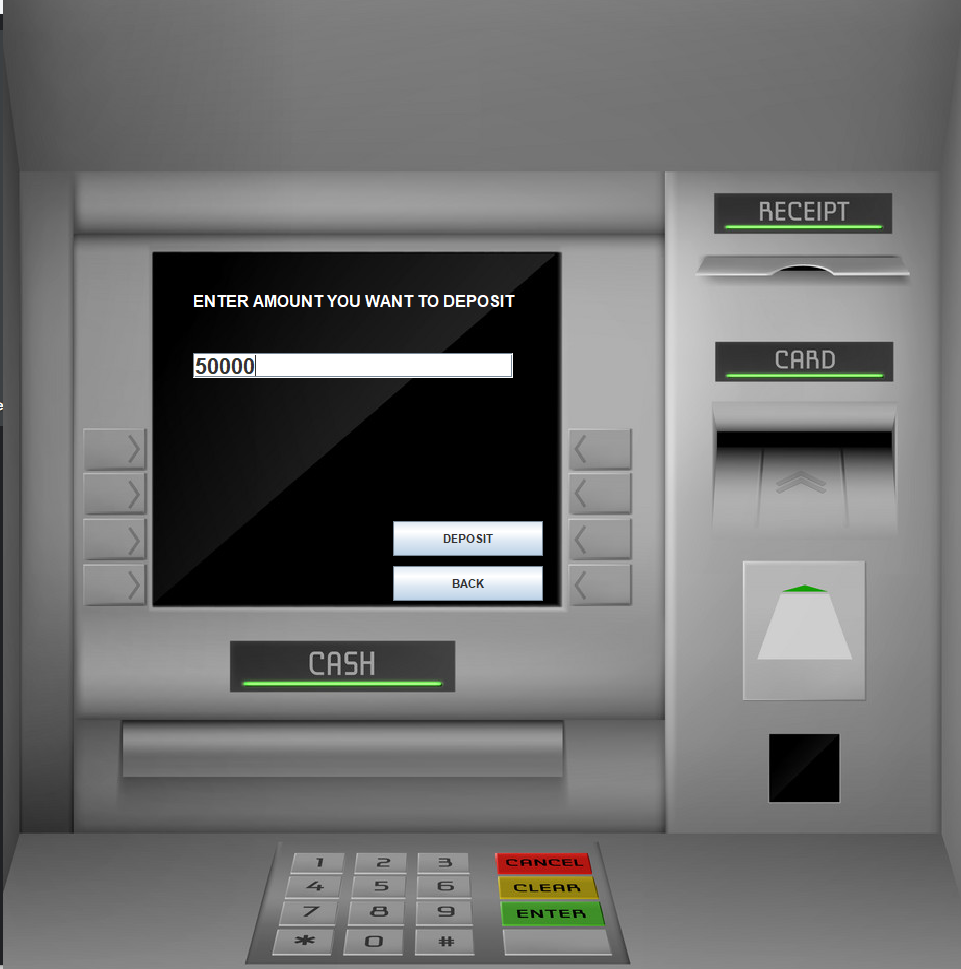 RECEIPT
ENTER AMOUNT YOU WANT TO DEPOSIT
50000
CARD
DEPOSIT
BACK
CASH
1 2 3 CANCEL
4 5 6 CLEAR
7 8 9 ENTER
* 0 #